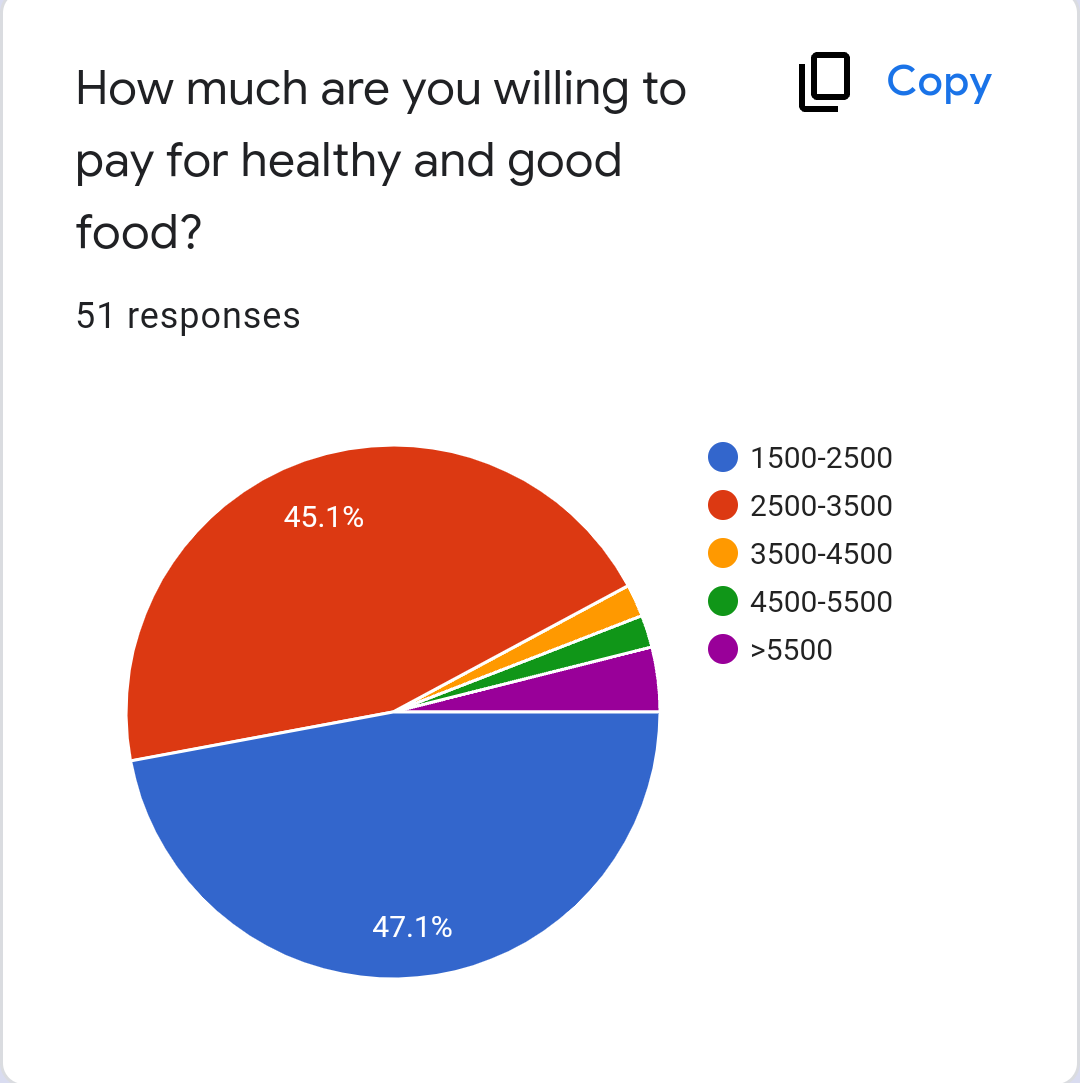 How much are you willing to
pay for healthy and good
food?
Copy
51 responses
45.1%
47.1%
1500-2500
2500-3500
3500-4500
4500-5500
>5500